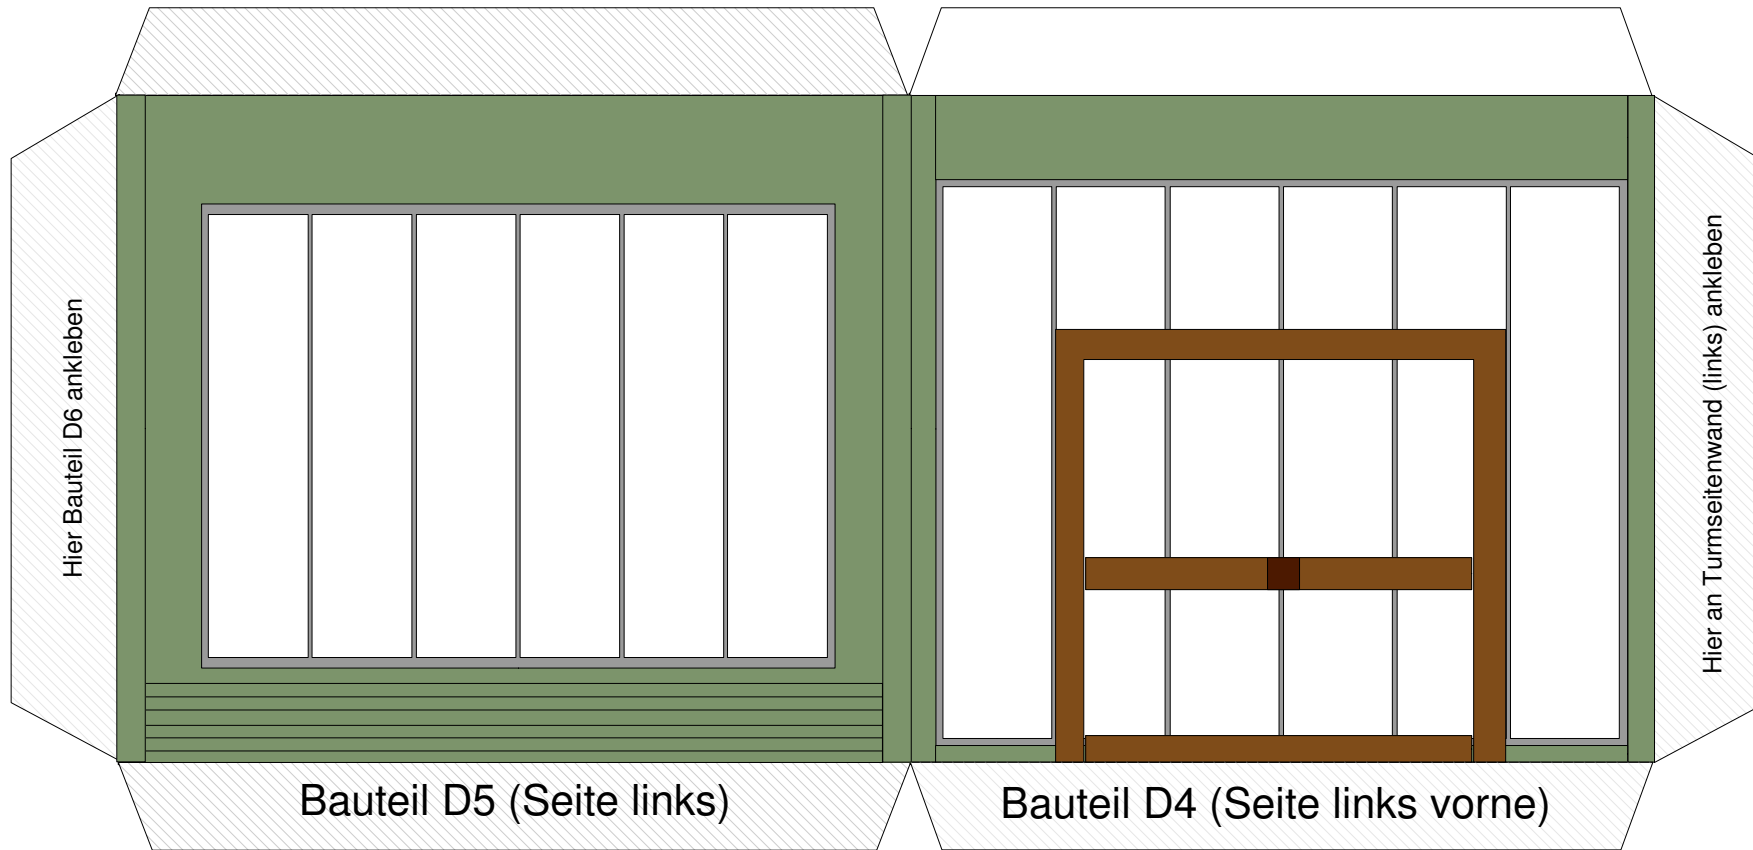 Hier Bauteil D6 ankleben
Hier an Turmseitenwand (links) ankleben
Bauteil D5 (Seite links)
Bauteil D4 (Seite links vorne)